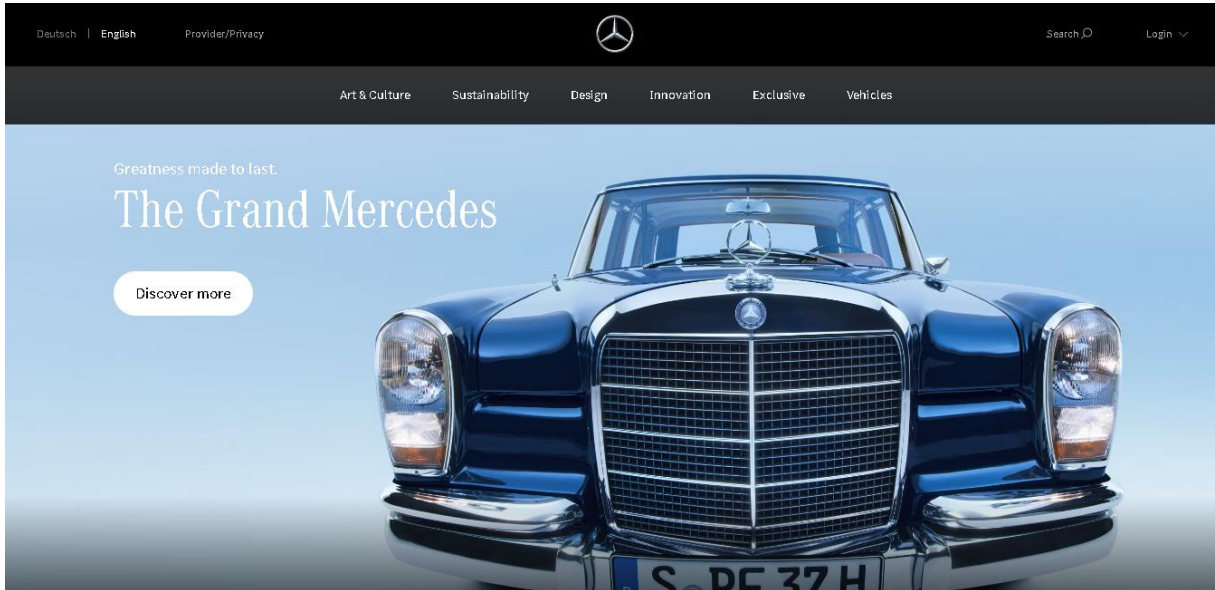 Deutsch | English Provider/Privacy Search Login
Art & Culture Sustainability Design Innovation Exclusive Vehicles
Greatness made to last.
The Grand Mercedes
Discover more